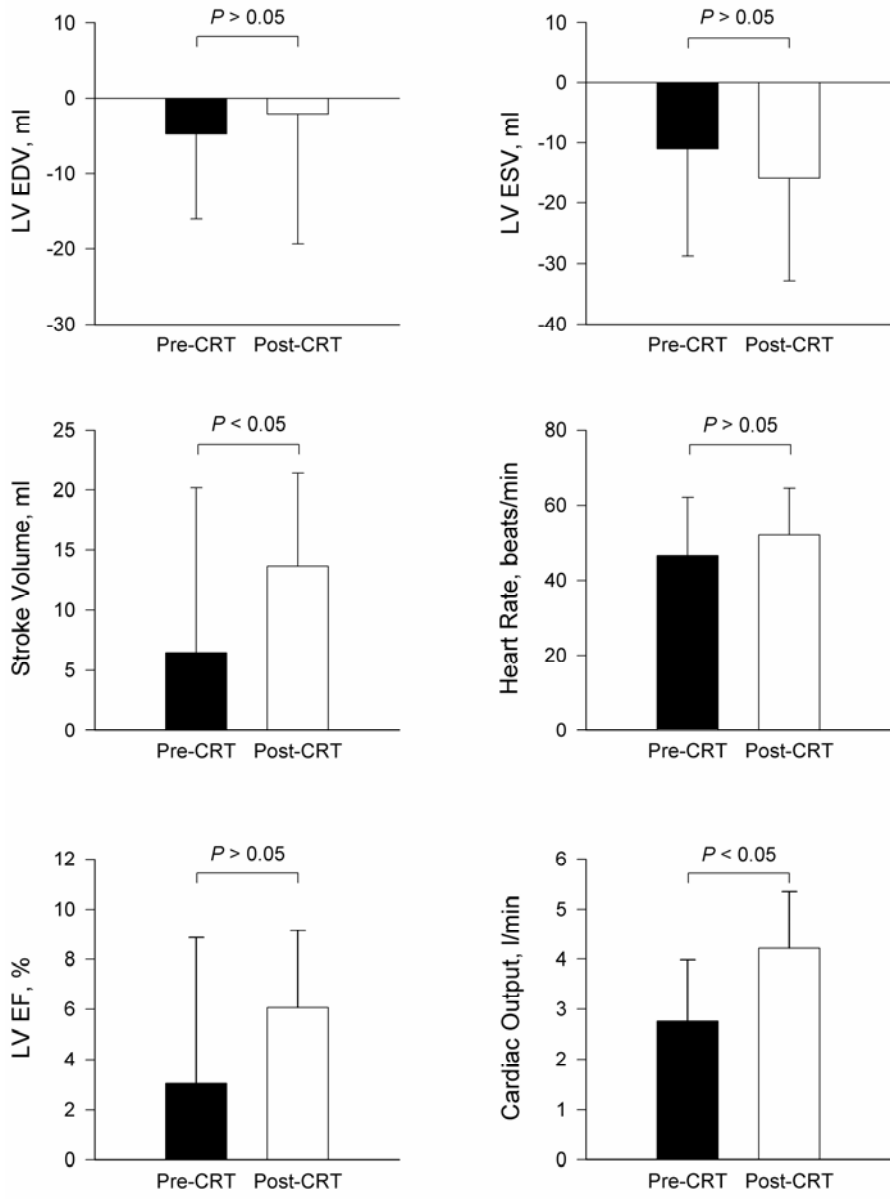 P > 0.05
LV EDV, ml
10
0
-10
-20
-30
Pre-CRT Post-CRT
P > 0.05
LV ESV, ml
10
0
-10
-20
-30
-40
Pre-CRT Post-CRT
P < 0.05
Stroke Volume, ml
25
20
15
10
5
0
Pre-CRT Post-CRT
P > 0.05
Heart Rate, beats/min
80
60
40
20
0
Pre-CRT Post-CRT
P > 0.05
LV EF, %
12
10
8
6
4
2
0
Pre-CRT Post-CRT
P < 0.05
Cardiac Output, l/min
6
5
4
3
2
1
0
Pre-CRT Post-CRT